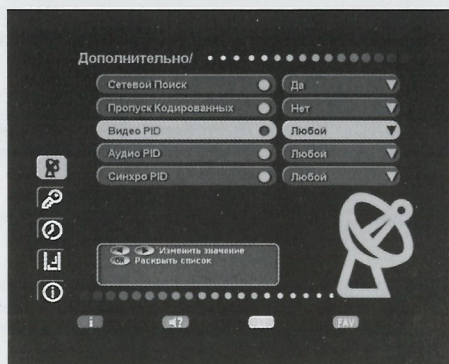 Дополнительно/
Сетевой Поиск Да
Пропуск Кодированных Нет
Видео PID Любой
Аудио PID Любой
Синхро PID Любой
Изменить значение
OK Раскрыть список
i ? FAV